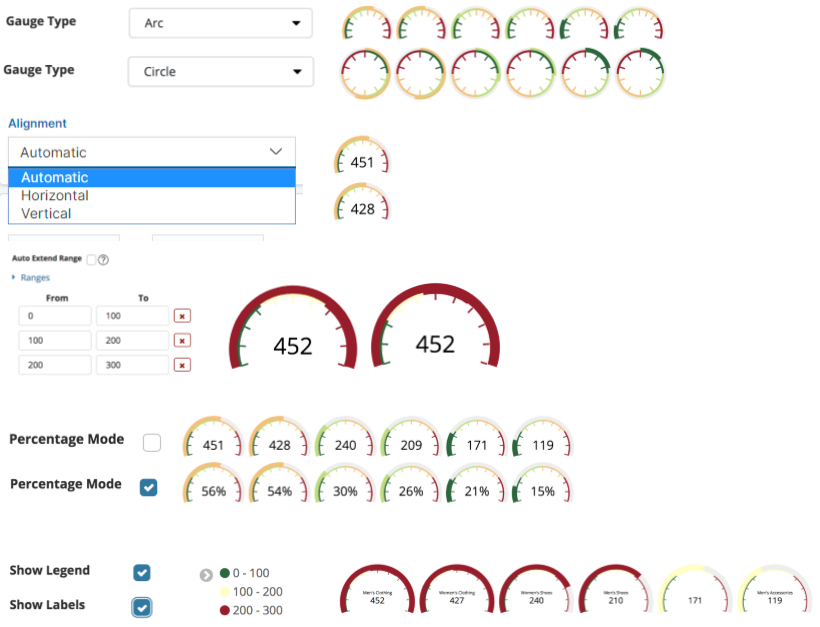 Gauge Type
Arc
Gauge Type
Circle
Alignment
Automatic
Automatic
Horizontal
Vertical
451
428
Auto Extend Range
Ranges
From To
0 100
100 200
200 300
452 452
Percentage Mode
451 428 240 209 171 119
Percentage Mode
56% 54% 30% 26% 21% 15%
Show Legend
0 - 100
100 - 200
200 - 300
Show Labels
Men's Clothing Women's Clothing Women's Shoes Men's Shoes Men's Accessories
452 427 240 210 171 119